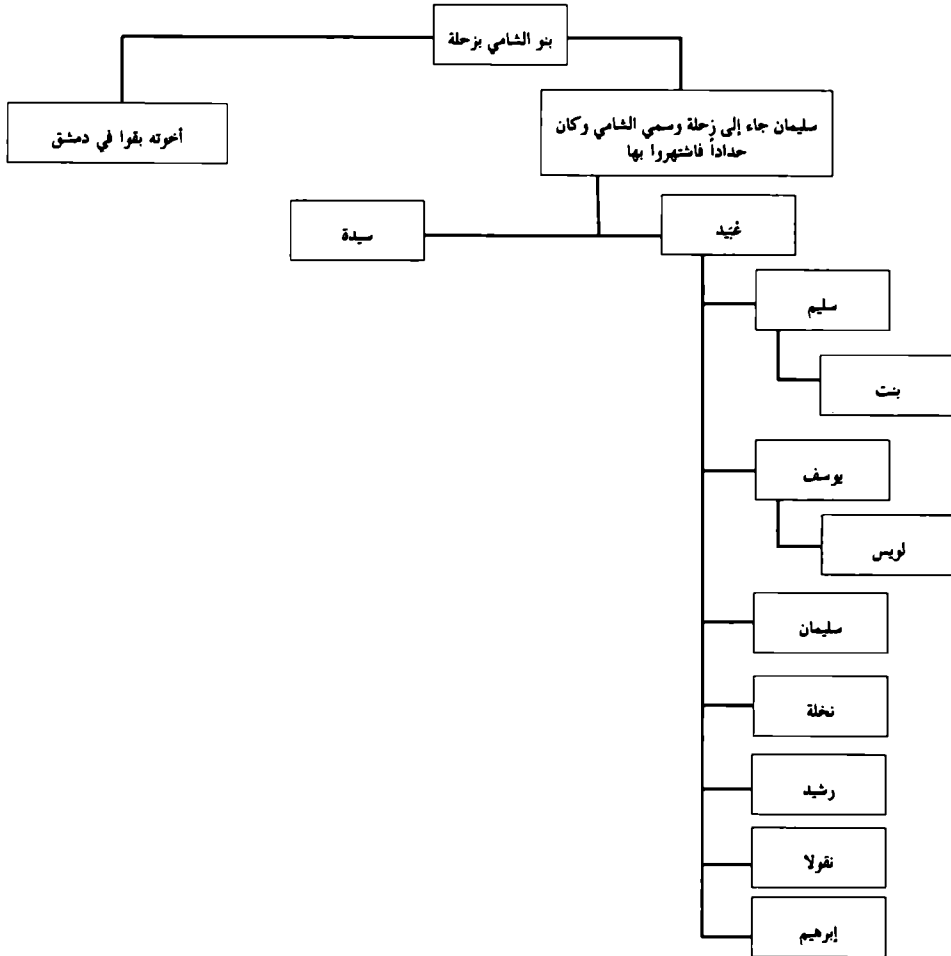 بنو الشامي بزحلة
سليمان جاء إلى زحلة وسمي الشامي وكان
حداداً فاشتهروا بها
أخوته بقوا في دمشق
عُبَيد
سيدة
سليم
بنت
يوسف
لويس
سليمان
نخلة
رشيد
نقولا
إبرهيم